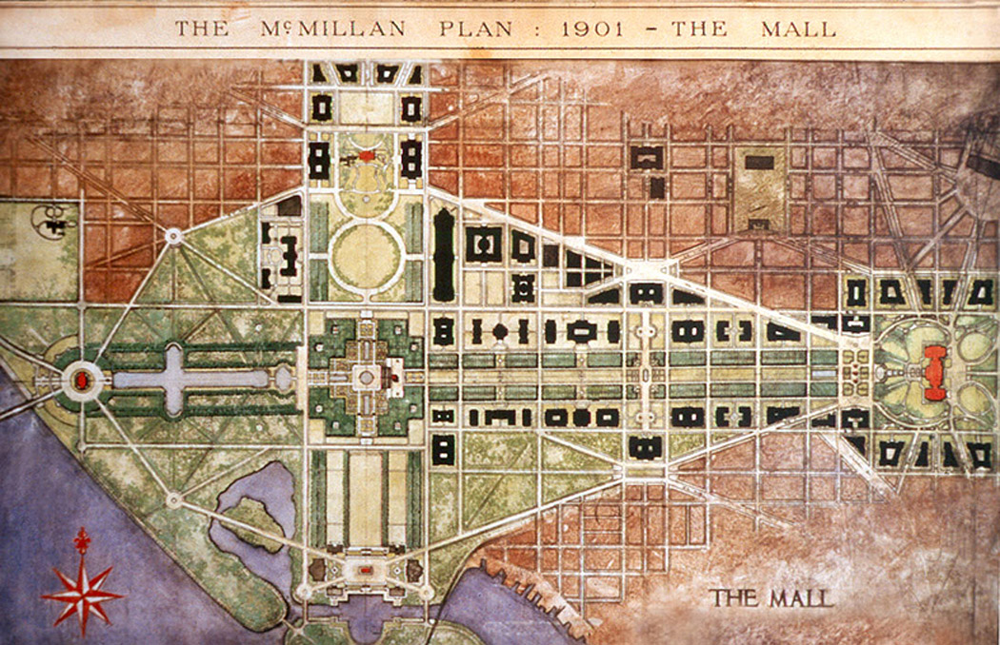 THE MᶜMILLAN PLAN : 1901 – THE MALL
THE MALL